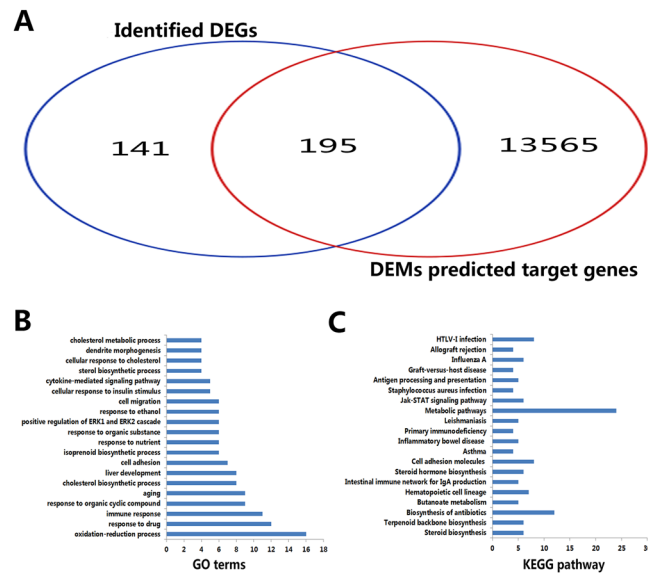 A
Identified DEGs
141
195
13565
DEMs predicted target genes
B
cholesterol metabolic process
dendrite morphogenesis
cellular response to cholesterol
sterol biosynthetic process
cytokine-mediated signaling pathway
cellular response to insulin stimulus
cell migration
response to ethanol
positive regulation of ERK1 and ERK2 cascade
response to organic substance
response to nutrient
isoprenoid biosynthetic process
cell adhesion
liver development
cholesterol biosynthetic process
aging
response to organic cyclic compound
immune response
response to drug
oxidation-reduction process
0 2 4 6 8 10 12 14 16 18
GO terms
C
HTLV-I infection
Allograft rejection
Influenza A
Graft-versus-host disease
Antigen processing and presentation
Staphylococcus aureus infection
Jak-STAT signaling pathway
Metabolic pathways
Leishmaniasis
Primary immunodeficiency
Inflammatory bowel disease
Asthma
Cell adhesion molecules
Steroid hormone biosynthesis
Intestinal immune network for IgA production
Hematopoietic cell lineage
Butanoate metabolism
Biosynthesis of antibiotics
Terpenoid backbone biosynthesis
Steroid biosynthesis
0 5 10 15 20 25 30
KEGG pathway